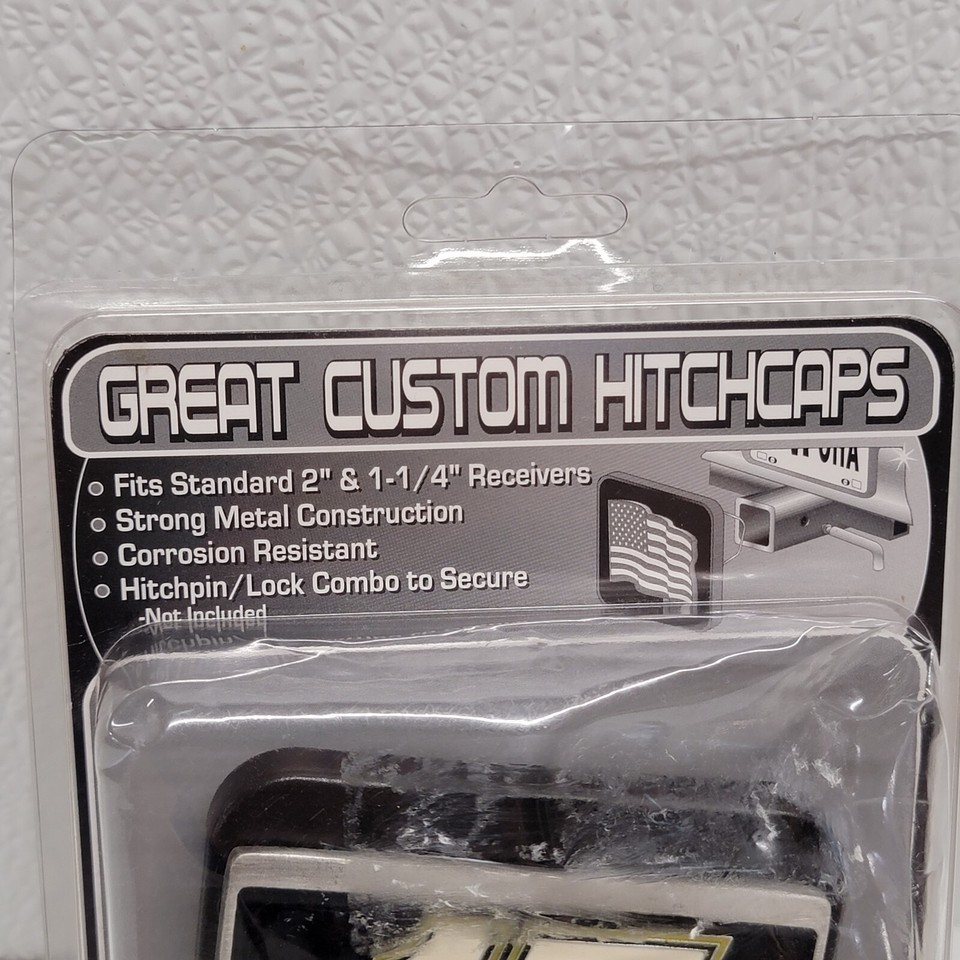 GREAT CUSTOM HITCHCAPS
• Fits Standard 2" & 1-1/4" Receivers
• Strong Metal Construction
• Corrosion Resistant
• Hitchpin/Lock Combo to Secure
-Not Included